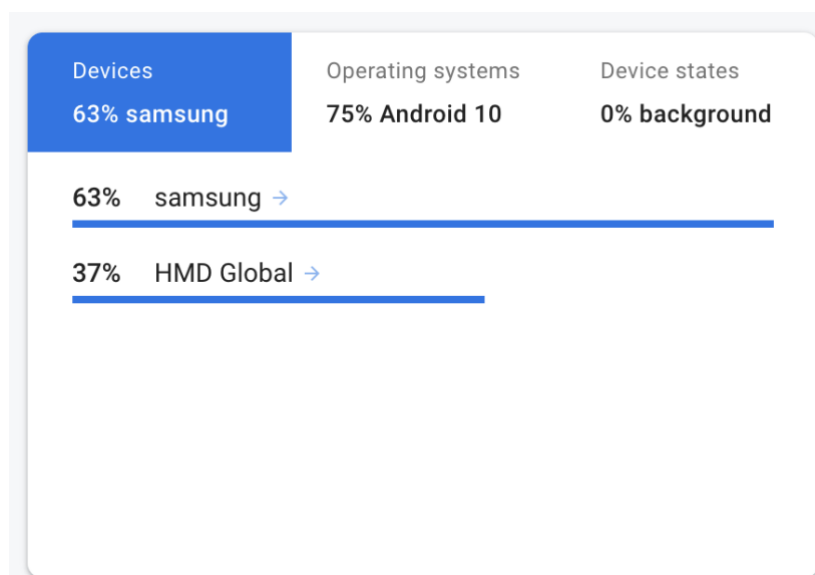 Devices Operating systems Device states
63% samsung 75% Android 10 0% background
63% samsung →
37% HMD Global →